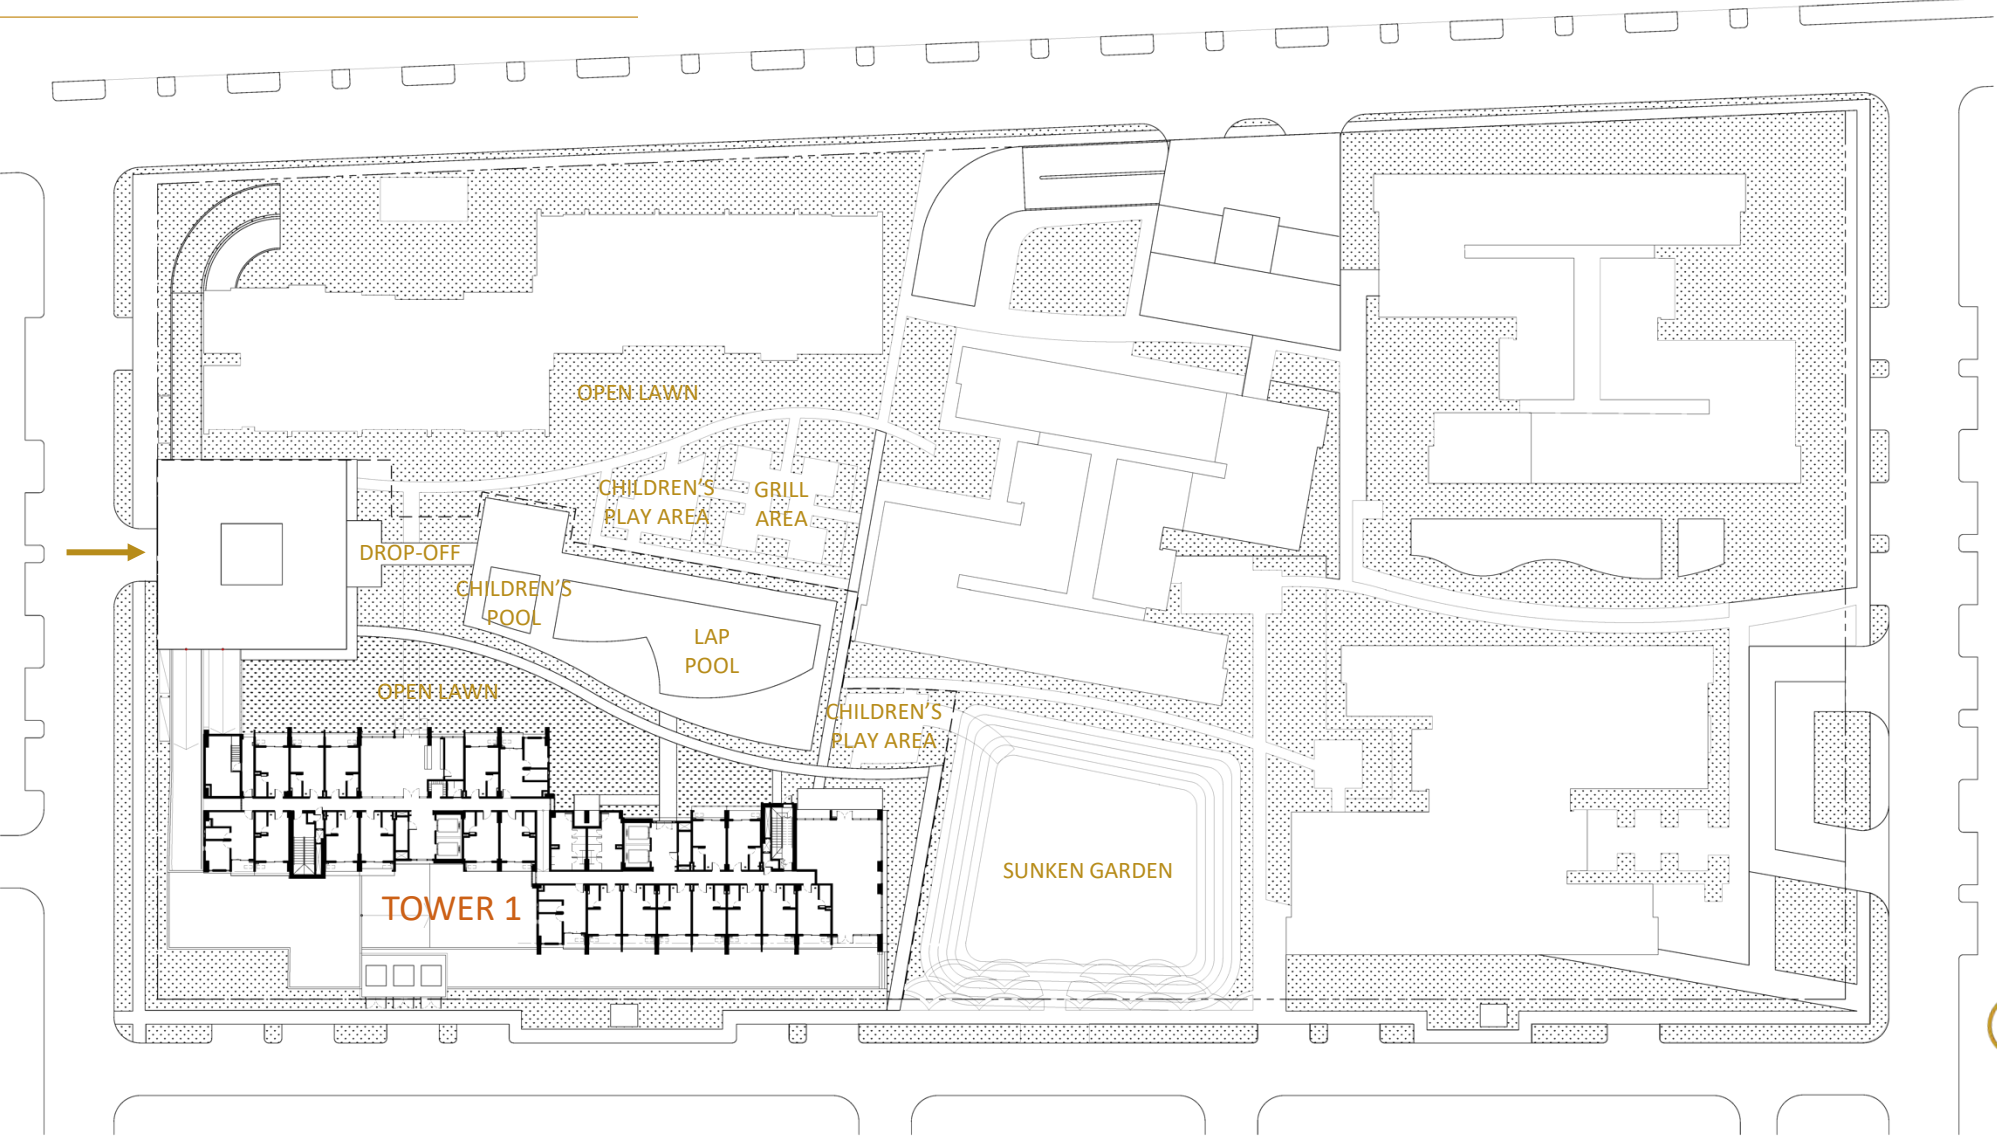 OPEN LAWN
CHILDREN'S
PLAY AREA
GRILL
AREA
DROP-OFF
CHILDREN'S
POOL
LAP
POOL
OPEN LAWN
CHILDREN'S
PLAY AREA
SUNKEN GARDEN
TOWER 1